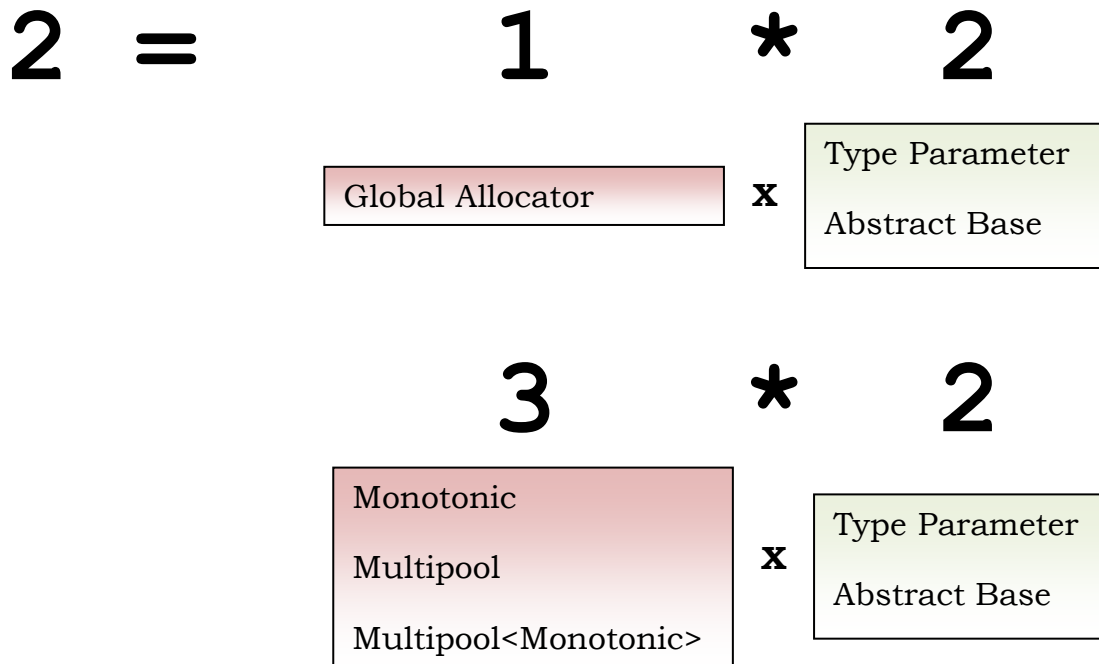 2 = 1 * 2
Global Allocator x Type Parameter
Abstract Base
3 * 2
Monotonic
Multipool
Multipool<Monotonic>
x
Type Parameter
Abstract Base